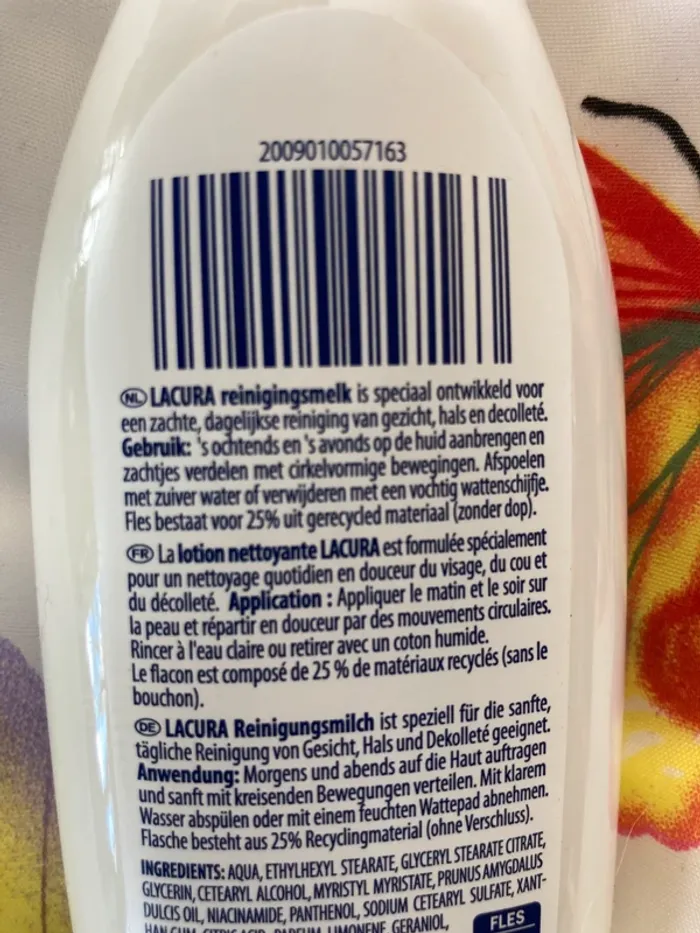 2009010057163
NL LACURA reinigingsmelk is speciaal ontwikkeld voor
een zachte, dagelijkse reiniging van gezicht, hals en decolleté.
Gebruik: 's ochtends en 's avonds op de huid aanbrengen en
zachtjes verdelen met cirkelvormige bewegingen. Afspoelen
met zuiver water of verwijderen met een vochtig wattenschijfje.
Fles bestaat voor 25% uit gerecycled materiaal (zonder dop).
FR La lotion nettoyante LACURA est formulée spécialement
pour un nettoyage quotidien en douceur du visage, du cou et
du décolleté. Application : Appliquer le matin et le soir sur
la peau et répartir en douceur par des mouvements circulaires.
Rincer à l'eau claire ou retirer avec un coton humide.
Le flacon est composé de 25 % de matériaux recyclés (sans le
bouchon).
DE LACURA Reinigungsmilch ist speziell für die sanfte,
tägliche Reinigung von Gesicht, Hals und Dekolleté geeignet.
Anwendung: Morgens und abends auf die Haut auftragen
und sanft mit kreisenden Bewegungen verteilen. Mit klarem
Wasser abspülen oder mit einem feuchten Wattepad abnehmen.
Flasche besteht aus 25% Recyclingmaterial (ohne Verschluss).
INGREDIENTS: AQUA, ETHYLHEXYL STEARATE, GLYCERYL STEARATE CITRATE,
GLYCERIN, CETEARYL ALCOHOL, MYRISTYL MYRISTATE, PRUNUS AMYGDALUS
DULCIS OIL, NIACINAMIDE, PANTHENOL, SODIUM CETEARYL SULFATE, XANT-
HAN GUM, CITRIC ACID, PARFUM, LIMONENE, GERANIOL,
FLES